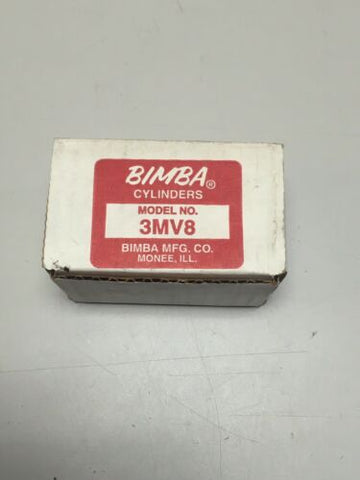 BIMBA®
CYLINDERS
MODEL NO.
3MV8
BIMBA MFG. CO.
MONEE, ILL.